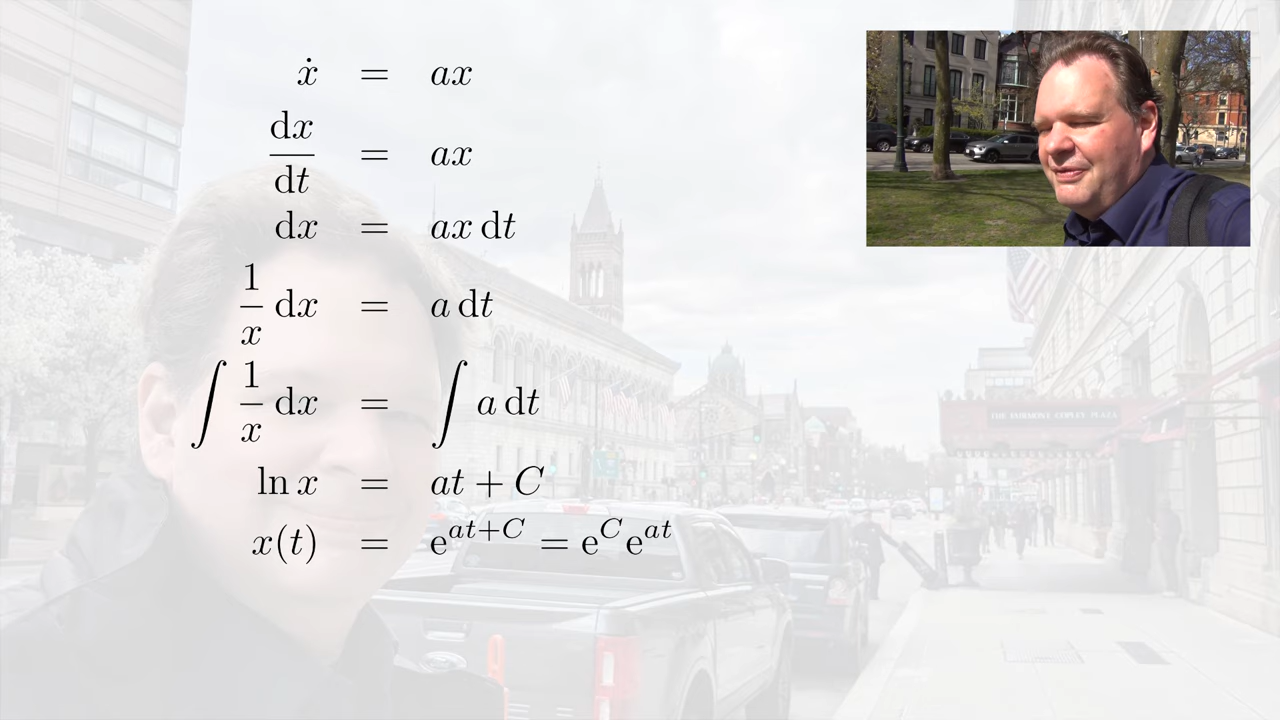 ẋ = ax
dx/dt = ax
dx = ax dt
1/x dx = a dt
∫ 1/x dx = ∫ a dt
ln x = at + C
x(t) = e^{at+C} = e^C e^{at}
THE FAIRMONT COPLEY PLAZA